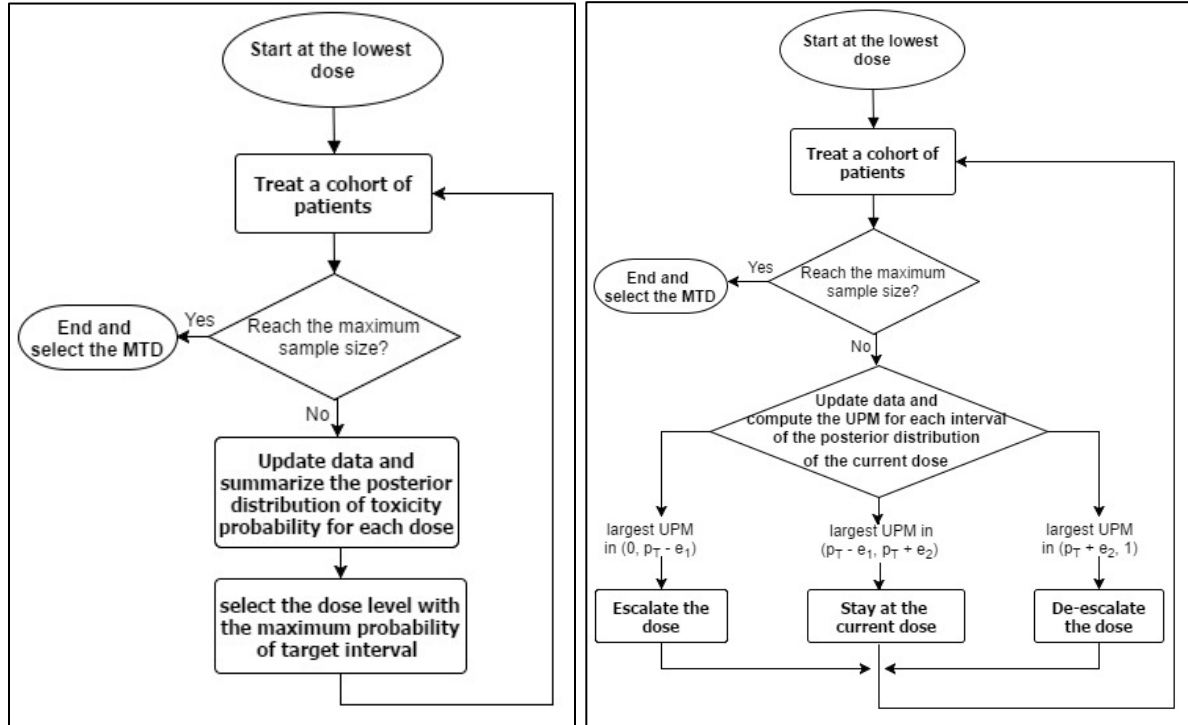 Start at the lowest
dose
Treat a cohort of
patients
Reach the maximum
sample size?
Yes
End and
select the MTD
No
Update data and
summarize the posterior
distribution of toxicity
probability for each dose
select the dose level with
the maximum probability
of target interval
Start at the lowest
dose
Treat a cohort of
patients
Reach the maximum
sample size?
Yes
End and
select the MTD
No
Update data and
compute the UPM for each interval
of the posterior distribution
of the current dose
largest UPM
in (0, p_T - e_1)
largest UPM in
(p_T - e_1, p_T + e_2)
largest UPM
in (p_T + e_2, 1)
Escalate the
dose
Stay at the
current dose
De-escalate
the dose